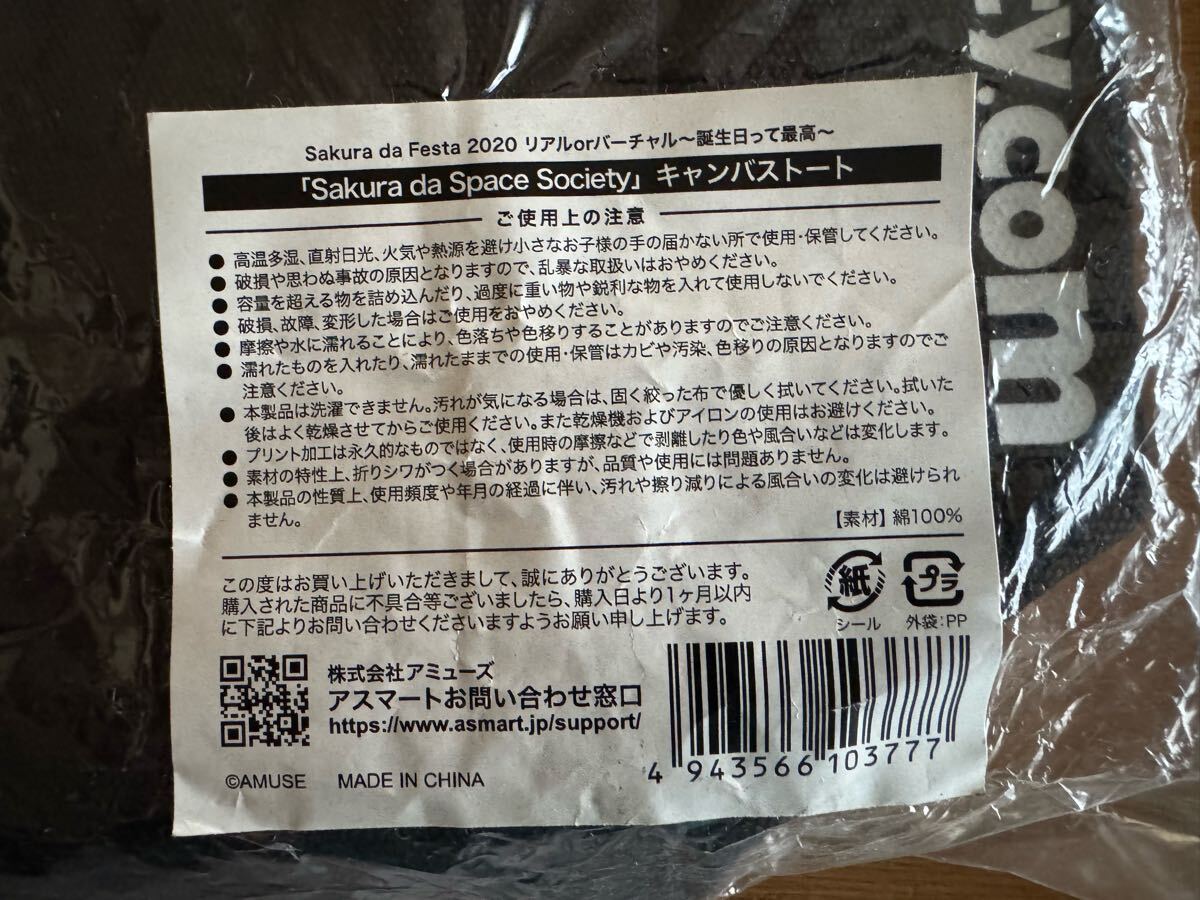 y.com
Sakura da Festa 2020 リアルorバーチャル～誕生日って最高～
「Sakura da Space Society」キャンバストート
ご使用上の注意
● 高温多湿、直射日光、火気や熱源を避け小さなお子様の手の届かない所で使用・保管してください。
● 破損や思わぬ事故の原因となりますので、乱暴な取扱いはおやめください。
● 容量を超える物を詰め込んだり、過度に重い物や鋭利な物を入れて使用しないでください。
● 破損、故障、変形した場合はご使用をおやめください。
● 摩擦や水に濡れることにより、色落ちや色移りすることがありますのでご注意ください。
● 濡れたものを入れたり、濡れたままでの使用・保管はカビや汚染、色移りの原因となりますのでご
注意ください。
● 本製品は洗濯できません。汚れが気になる場合は、固く絞った布で優しく拭いてください。拭いた
後はよく乾燥させてからご使用ください。また乾燥機およびアイロンの使用はお避けください。
● プリント加工は永久的なものではなく、使用時の摩擦などで剥離したり色や風合いなどは変化します。
● 素材の特性上、折りシワがつく場合がありますが、品質や使用には問題ありません。
● 本製品の性質上、使用頻度や年月の経過に伴い、汚れや擦り減りによる風合いの変化は避けられ
ません。
【素材】綿100%
この度はお買い上げいただきまして、誠にありがとうございます。
購入された商品に不具合等ございましたら、購入日より1ヶ月以内
に下記よりお問い合わせくださいますようお願い申し上げます。
紙 プラ
シール 外袋：PP
株式会社アミューズ
アスマートお問い合わせ窓口
https://www.asmart.jp/support/
4 943566 103777
©AMUSE MADE IN CHINA